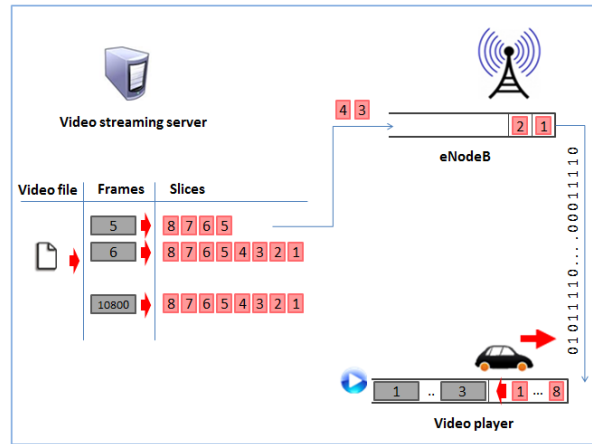 Video streaming server
4 3
2 1
eNodeB
Video file Frames Slices
5 8 7 6 5
6 8 7 6 5 4 3 2 1
10800 8 7 6 5 4 3 2 1
01011110.....00011110
1 .. 3 1 ... 8
Video player